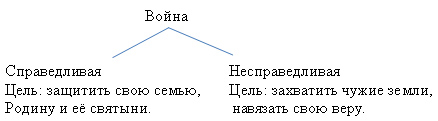 Война
Справедливая
Цель: защитить свою семью,
Родину и её святыни.
Несправедливая
Цель: захватить чужие земли,
навязать свою веру.